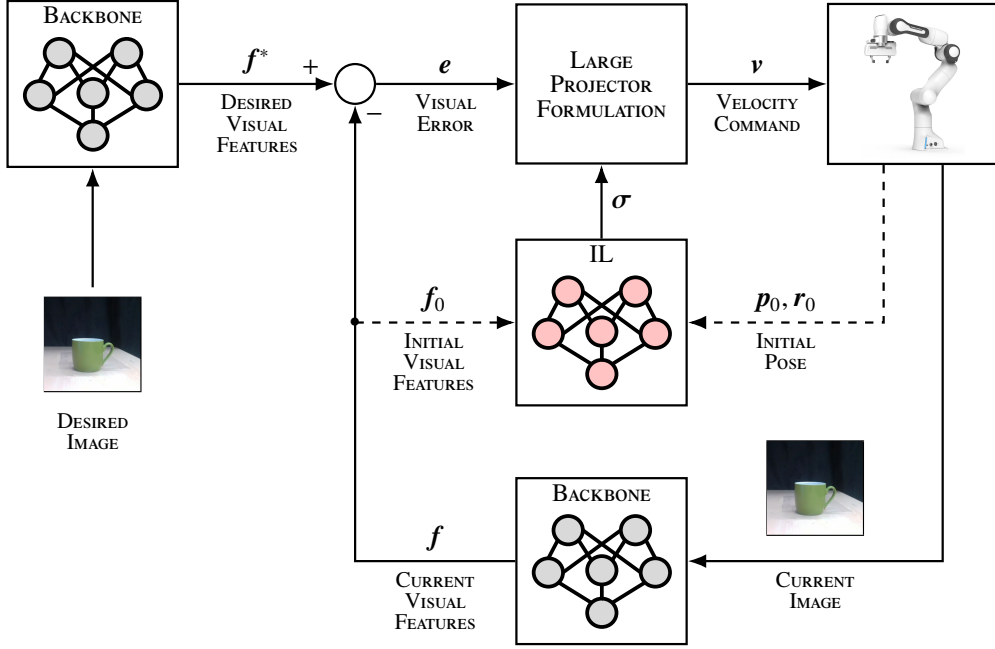 BACKBONE
f*
+
DESIRED
VISUAL
FEATURES
−
e
VISUAL
ERROR
LARGE
PROJECTOR
FORMULATION
v
VELOCITY
COMMAND
σ
IL
f₀
INITIAL
VISUAL
FEATURES
p₀, r₀
INITIAL
POSE
DESIRED
IMAGE
BACKBONE
f
CURRENT
VISUAL
FEATURES
CURRENT
IMAGE